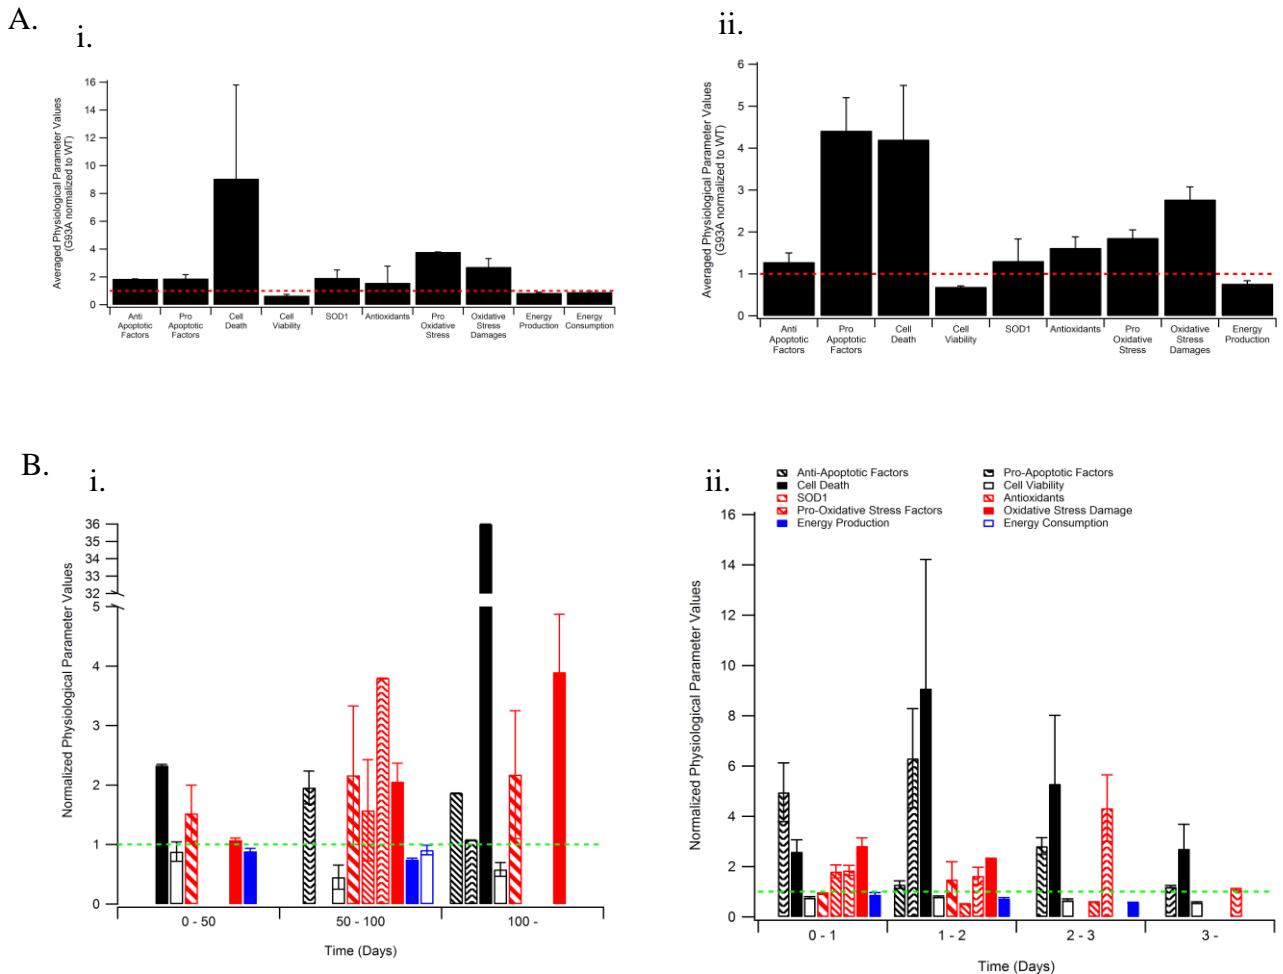 A.
i.
ii.
Averaged Physiological Parameter Values
(G93A normalized to WT)
16
14
12
10
8
6
4
2
0
Anti
Apoptotic
Factors
Pro
Apoptotic
Factors
Cell
Death
Cell
Viability
SOD1
Antioxidants
Pro
Oxidative
Stress
Oxidative
Stress
Damages
Energy
Production
Energy
Consumption
Averaged Physiological Parameter Values
(G93A normalized to WT)
6
5
4
3
2
1
0
Anti
Apoptotic
Factors
Pro
Apoptotic
Factors
Cell
Death
Cell
Viability
SOD1
Antioxidants
Pro
Oxidative
Stress
Oxidative
Stress
Damages
Energy
Production
B.
i.
Normalized Physiological Parameter Values
36
35
34
33
32
5
4
3
2
1
0
0 - 50
50 - 100
100 -
Time (Days)
ii.
Anti-Apoptotic Factors
Pro-Apoptotic Factors
Cell Death
Cell Viability
SOD1
Antioxidants
Pro-Oxidative Stress Factors
Oxidative Stress Damage
Energy Production
Energy Consumption
Normalized Physiological Parameter Values
16
14
12
10
8
6
4
2
0
0 - 1
1 - 2
2 - 3
3 -
Time (Days)